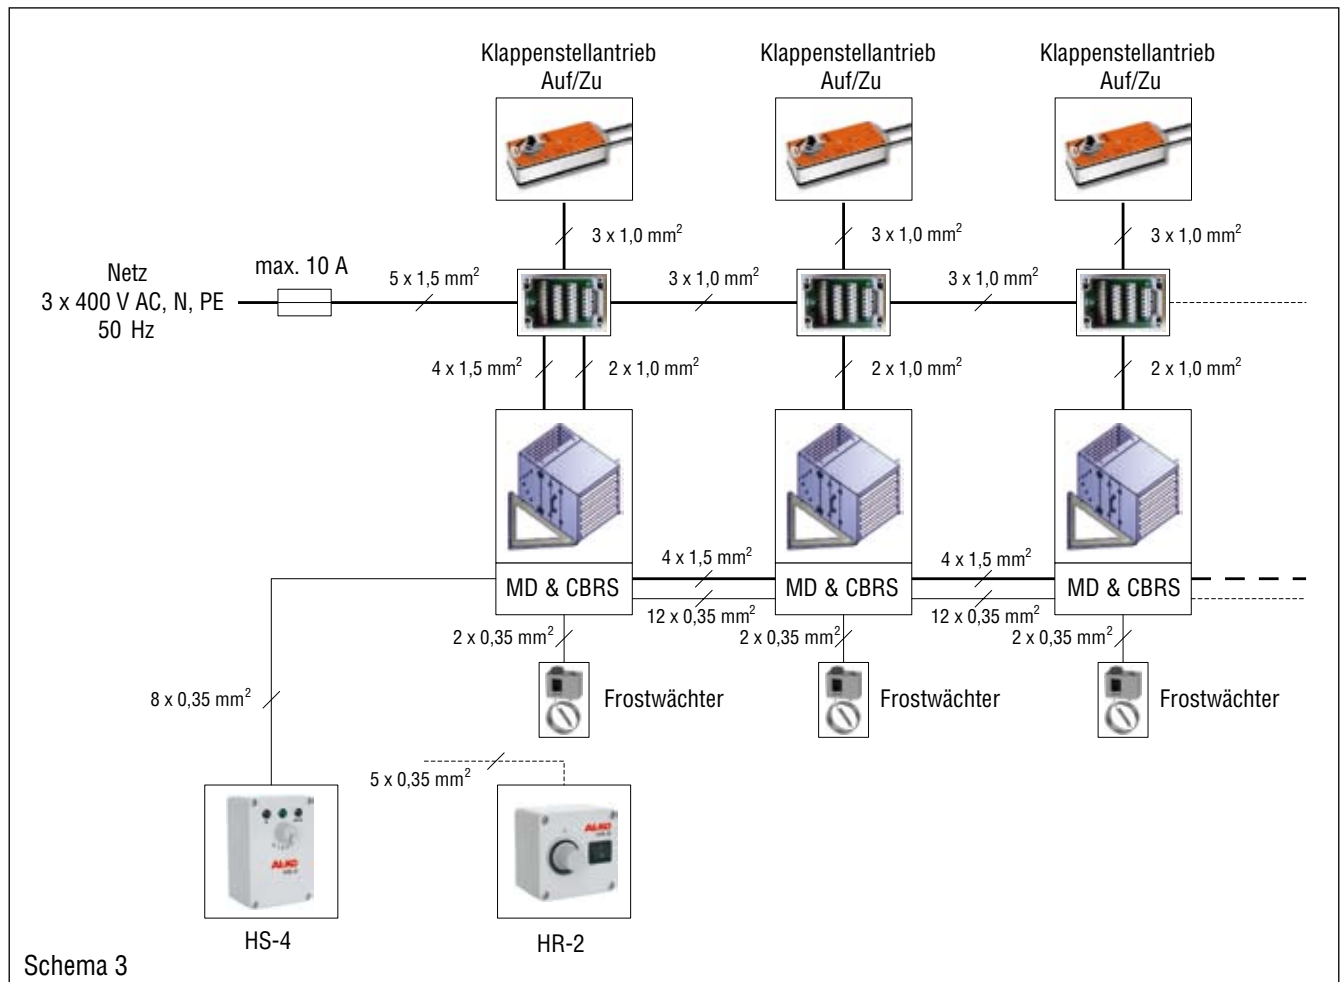 Klappenstellantrieb
Auf/Zu
Klappenstellantrieb
Auf/Zu
Klappenstellantrieb
Auf/Zu
3 x 1,0 mm²
3 x 1,0 mm²
3 x 1,0 mm²
Netz
3 x 400 V AC, N, PE
50 Hz
max. 10 A
5 x 1,5 mm²
3 x 1,0 mm²
3 x 1,0 mm²
4 x 1,5 mm²
2 x 1,0 mm²
2 x 1,0 mm²
2 x 1,0 mm²
4 x 1,5 mm²
4 x 1,5 mm²
MD & CBRS
MD & CBRS
MD & CBRS
12 x 0,35 mm²
12 x 0,35 mm²
2 x 0,35 mm²
2 x 0,35 mm²
2 x 0,35 mm²
Frostwächter
Frostwächter
Frostwächter
8 x 0,35 mm²
5 x 0,35 mm²
AL-KO
AL-KO
HS-4
HR-2
Schema 3